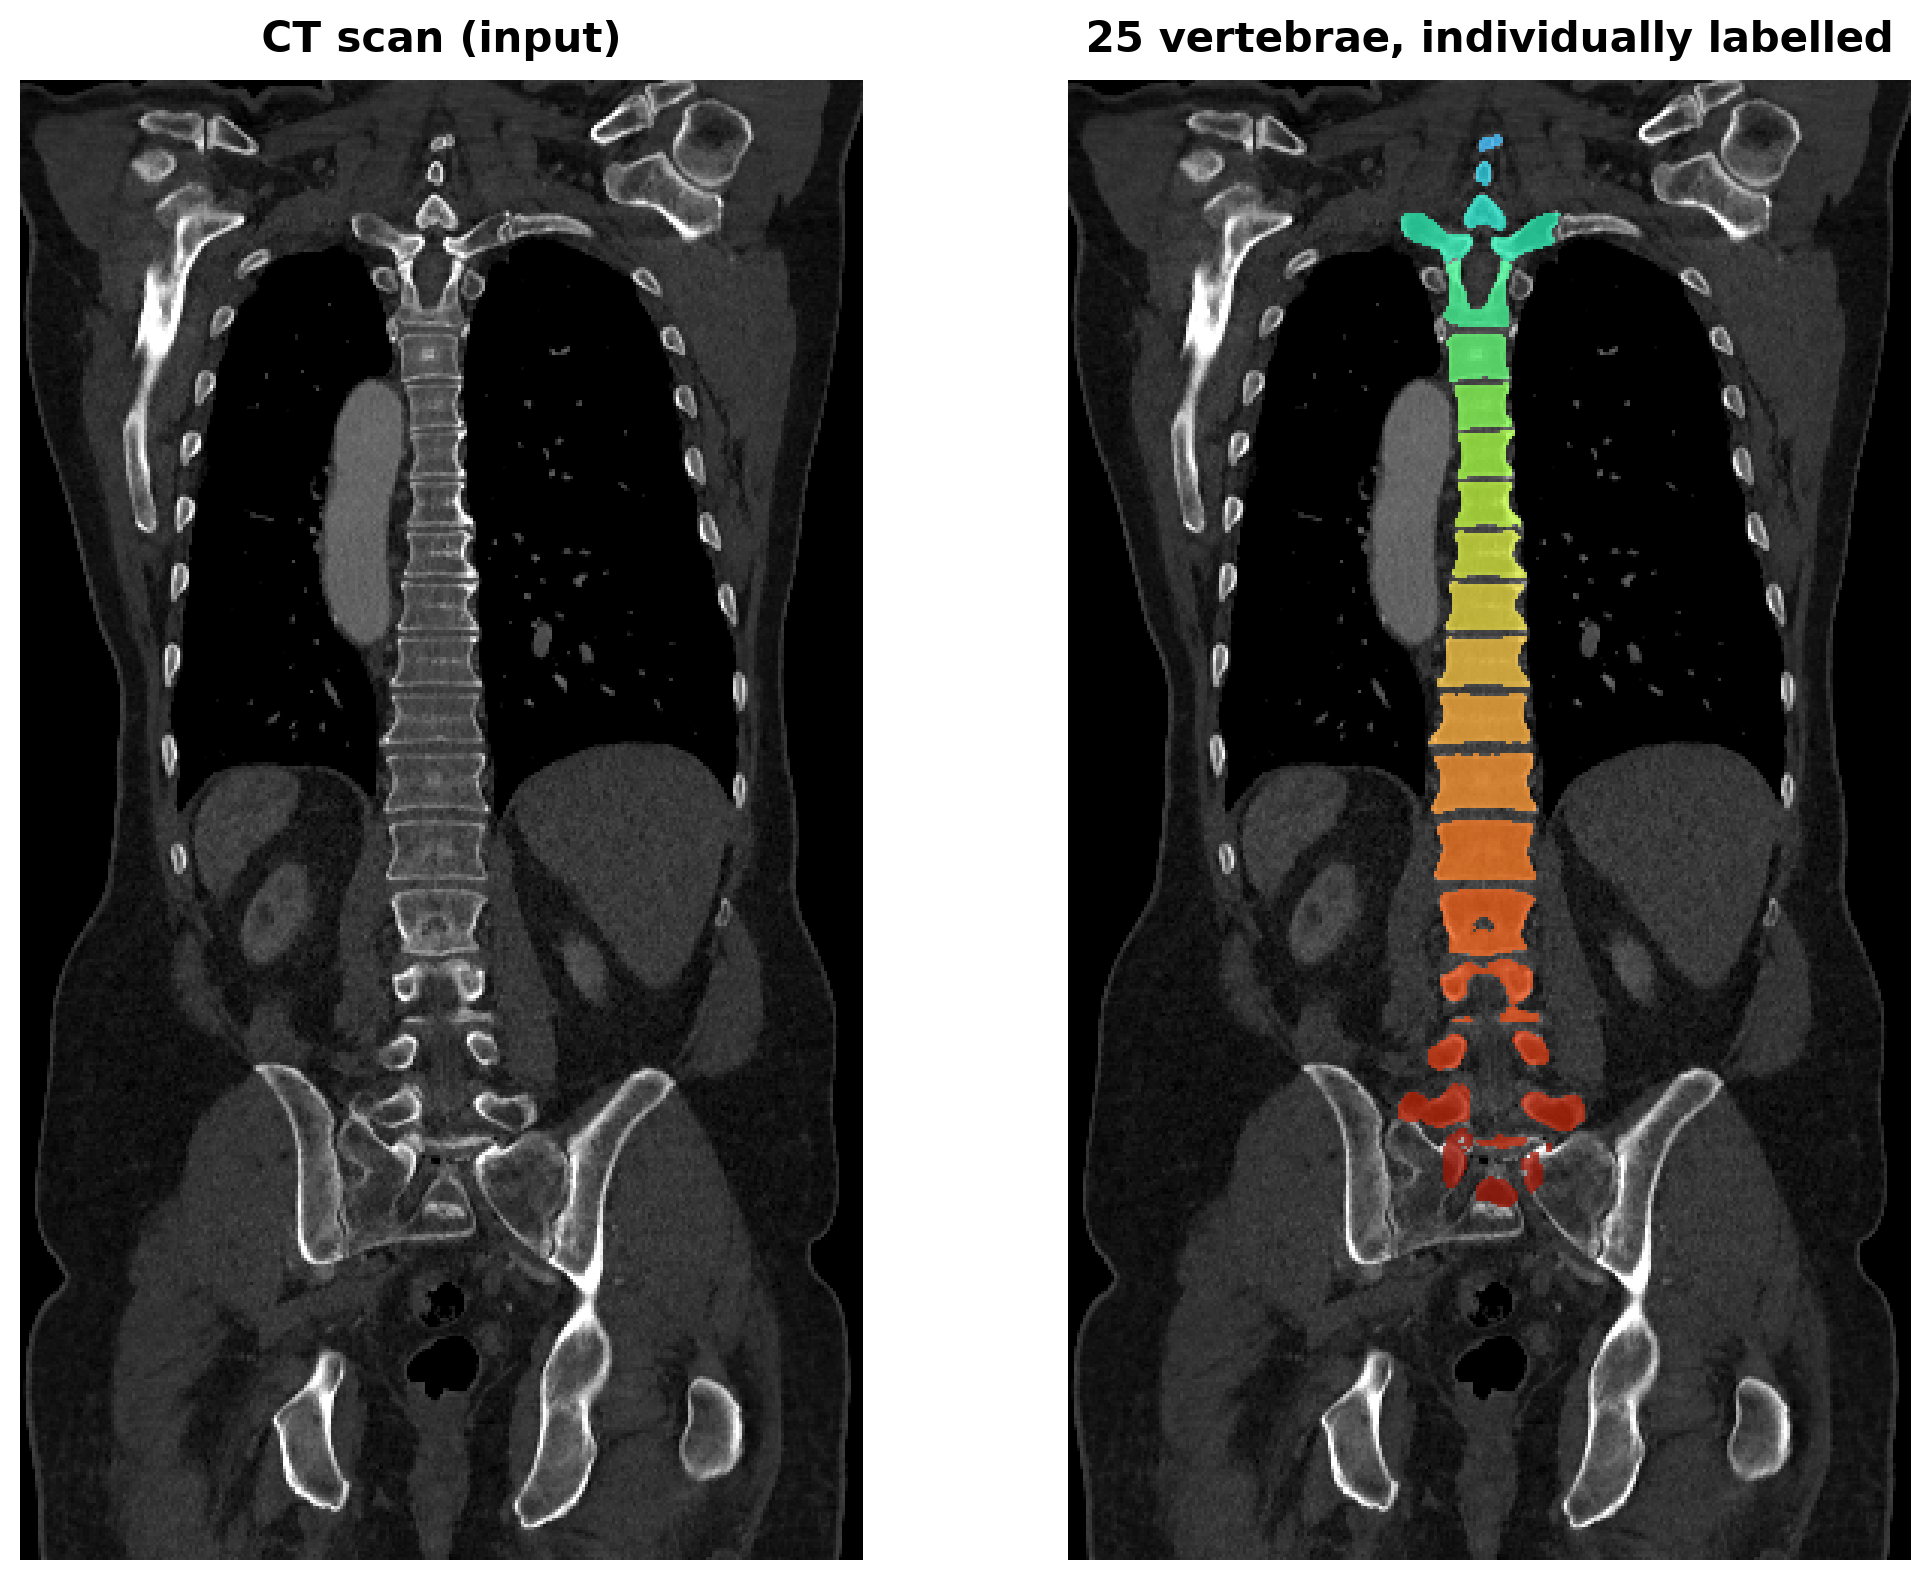 CT scan (input)
25 vertebrae, individually labelled